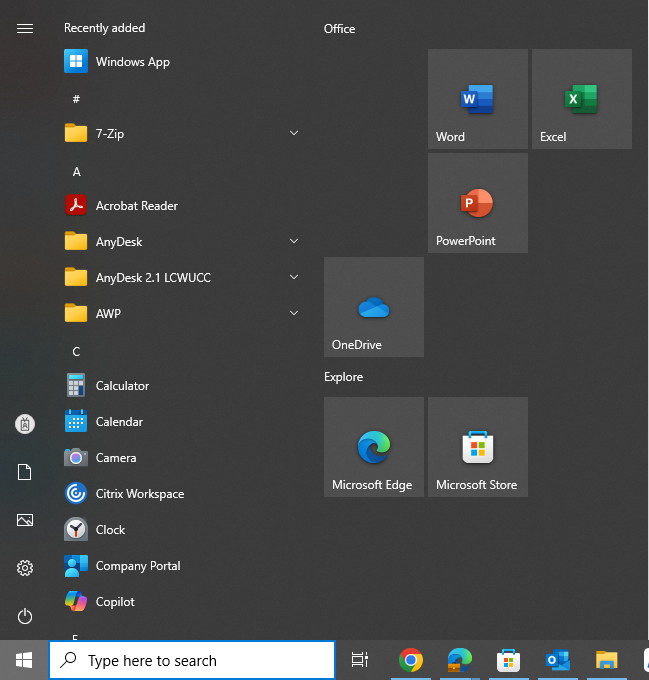 Recently added
Windows App
#
7-Zip
A
Acrobat Reader
AnyDesk
AnyDesk 2.1 LCWUCC
AWP
C
Calculator
Calendar
Camera
Citrix Workspace
Clock
Company Portal
Copilot
Office
Word
Excel
PowerPoint
OneDrive
Explore
Microsoft Edge
Microsoft Store
Type here to search